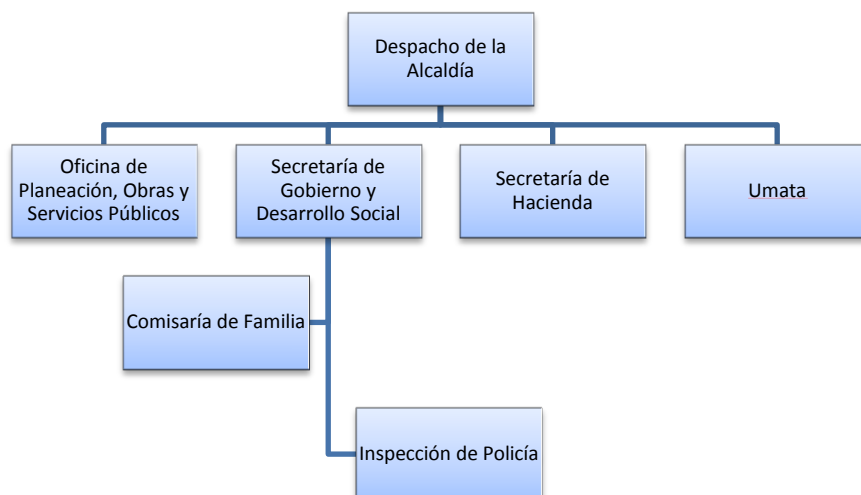 Despacho de la
Alcaldía
Oficina de
Planeación, Obras y
Servicios Públicos
Secretaría de
Gobierno y
Desarrollo Social
Secretaría de
Hacienda
Umata
Comisaría de Familia
Inspección de Policía